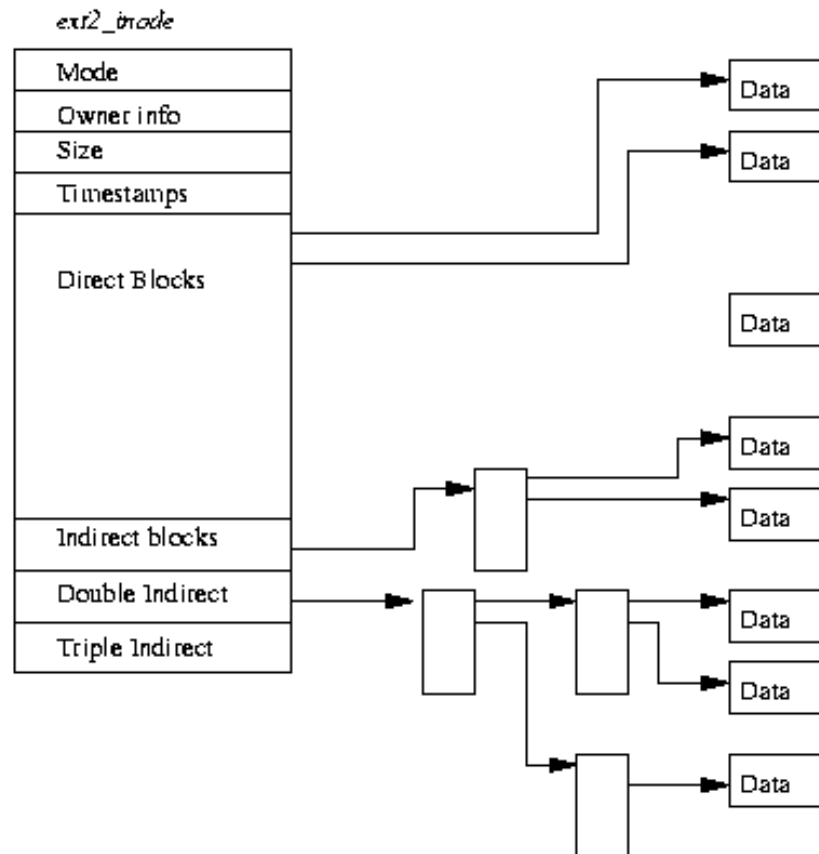 ext2_inode
Mode
Owner info
Size
Timestamps
Direct Blocks
Indirect blocks
Double Indirect
Triple Indirect
Data
Data
Data
Data
Data
Data
Data
Data